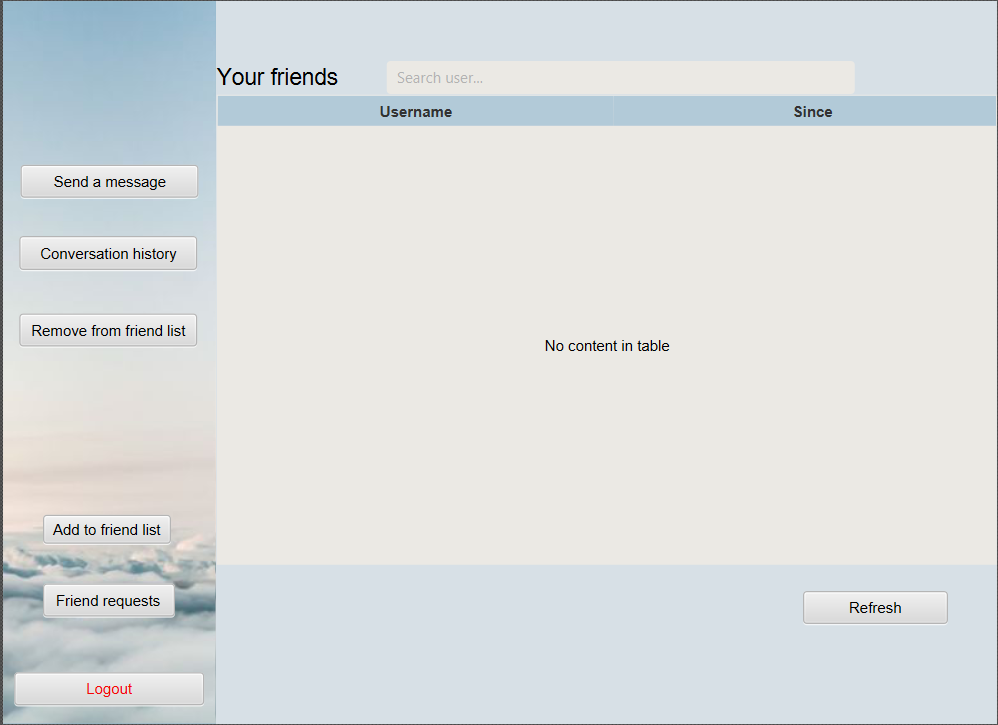 Your friends
Search user...
Username
Since
Send a message
Conversation history
Remove from friend list
No content in table
Add to friend list
Friend requests
Refresh
Logout